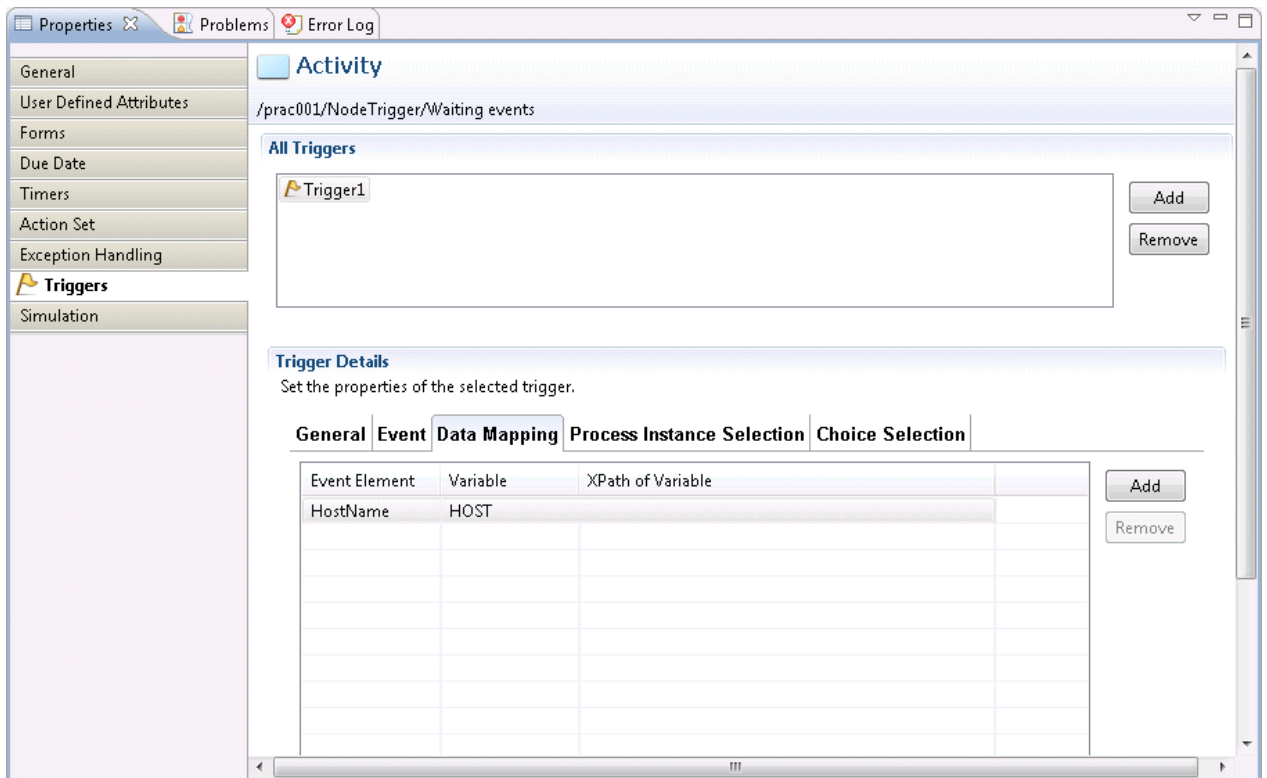 Properties Problems Error Log
General
User Defined Attributes
Forms
Due Date
Timers
Action Set
Exception Handling
Triggers
Simulation
Activity
/prac001/NodeTrigger/Waiting events
All Triggers
Trigger1
Add
Remove
Trigger Details
Set the properties of the selected trigger.
General Event Data Mapping Process Instance Selection Choice Selection
Event Element Variable XPath of Variable
HostName HOST
Add
Remove